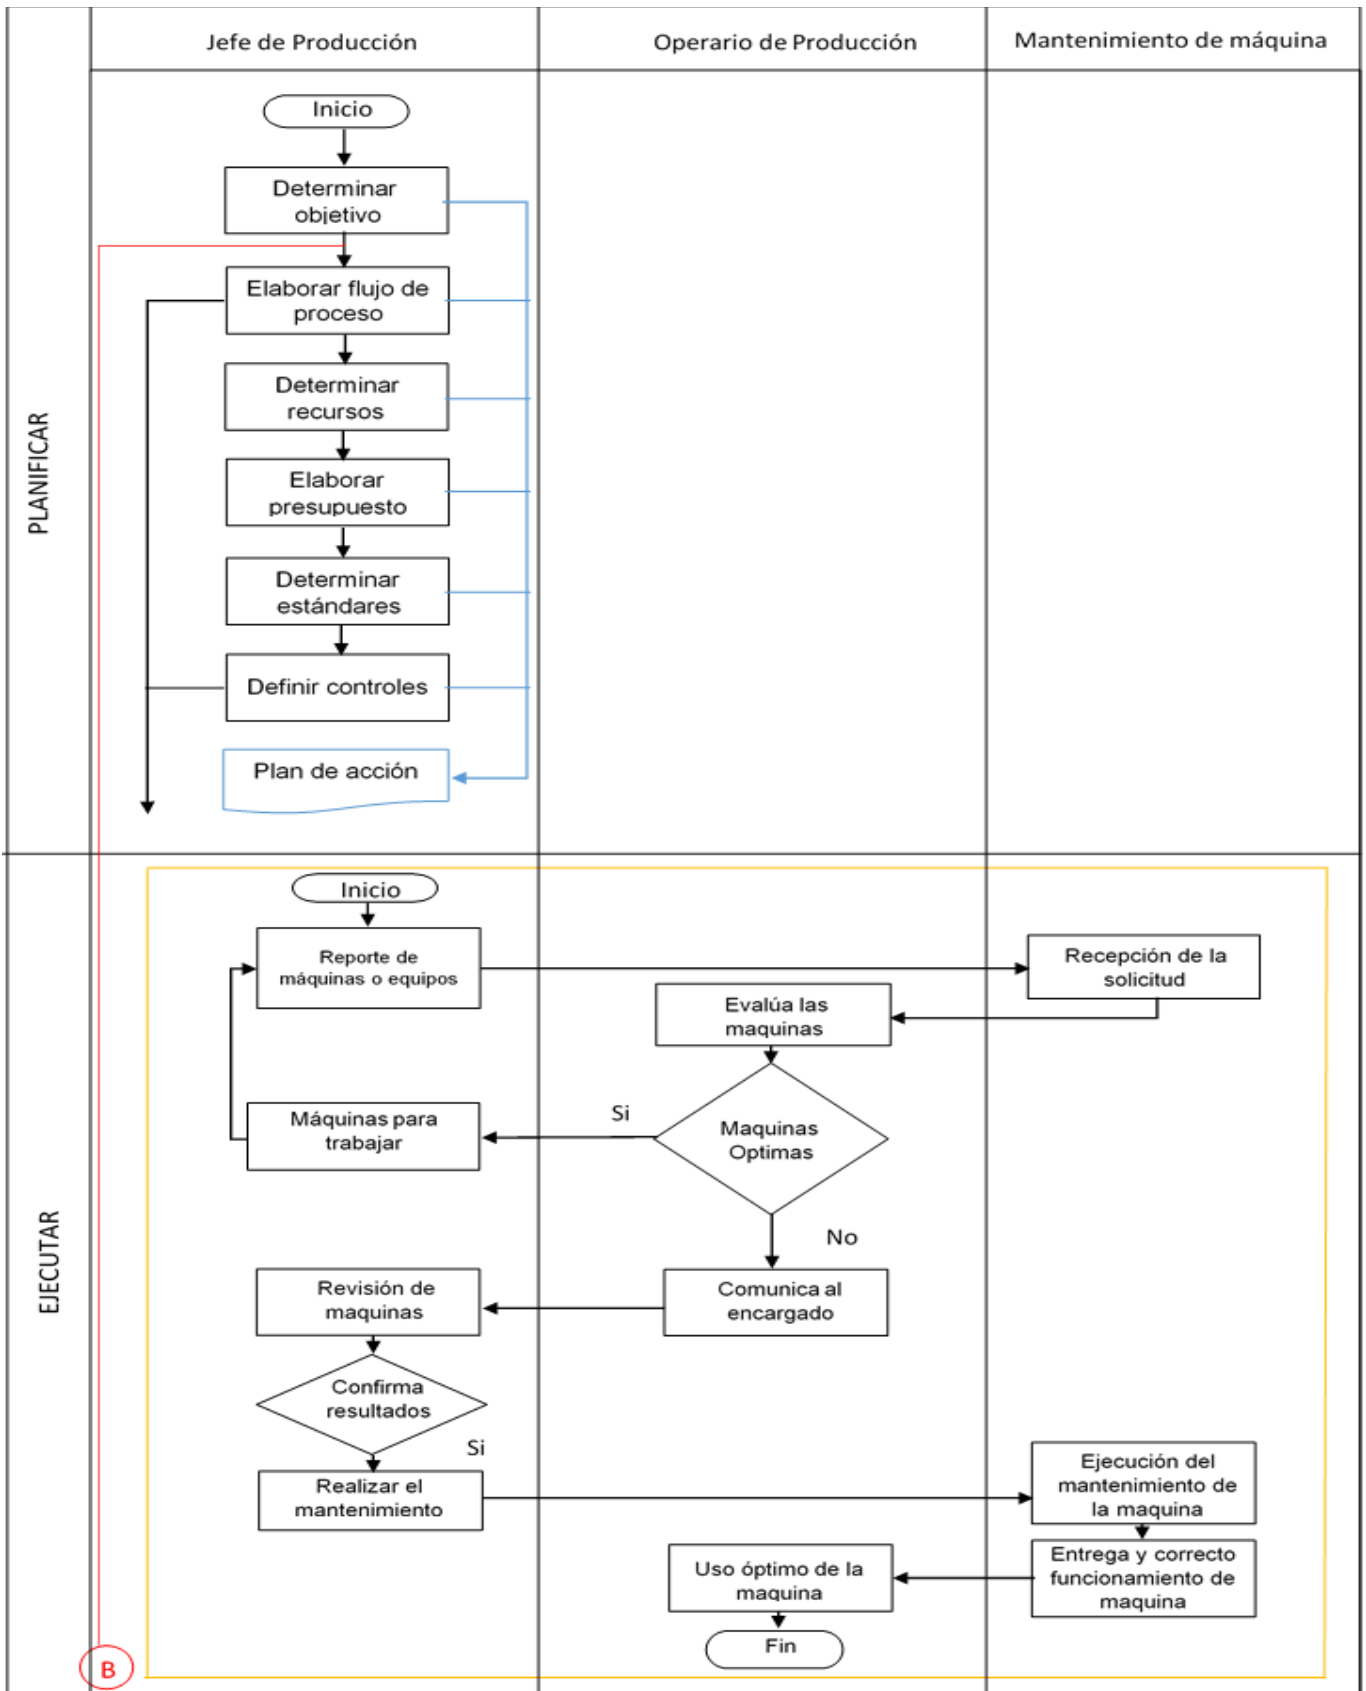 Jefe de Producción
Operario de Producción
Mantenimiento de máquina
PLANIFICAR
Inicio
Determinar
objetivo
Elaborar flujo de
proceso
Determinar
recursos
Elaborar
presupuesto
Determinar
estándares
Definir controles
Plan de acción
EJECUTAR
Inicio
Reporte de
máquinas o equipos
Recepción de la
solicitud
Evalúa las
maquinas
Maquinas
Optimas
Si
Máquinas para
trabajar
No
Comunica al
encargado
Revisión de
maquinas
Confirma
resultados
Si
Realizar el
mantenimiento
Ejecución del
mantenimiento de
la maquina
Entrega y correcto
funcionamiento de
maquina
Uso óptimo de la
maquina
Fin
B